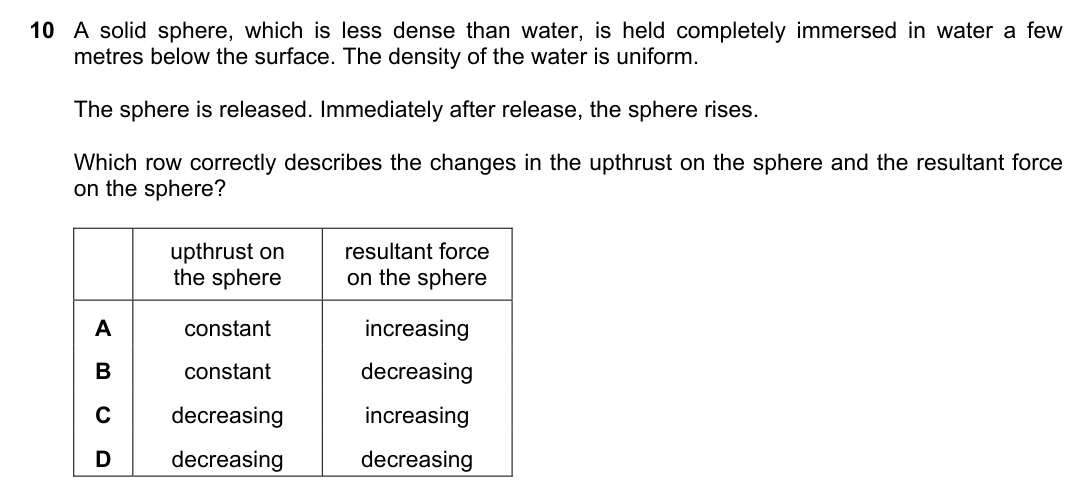 10 A solid sphere, which is less dense than water, is held completely immersed in water a few
metres below the surface. The density of the water is uniform.
The sphere is released. Immediately after release, the sphere rises.
Which row correctly describes the changes in the upthrust on the sphere and the resultant force
on the sphere?
upthrust on
the sphere
resultant force
on the sphere
A constant increasing
B constant decreasing
C decreasing increasing
D decreasing decreasing